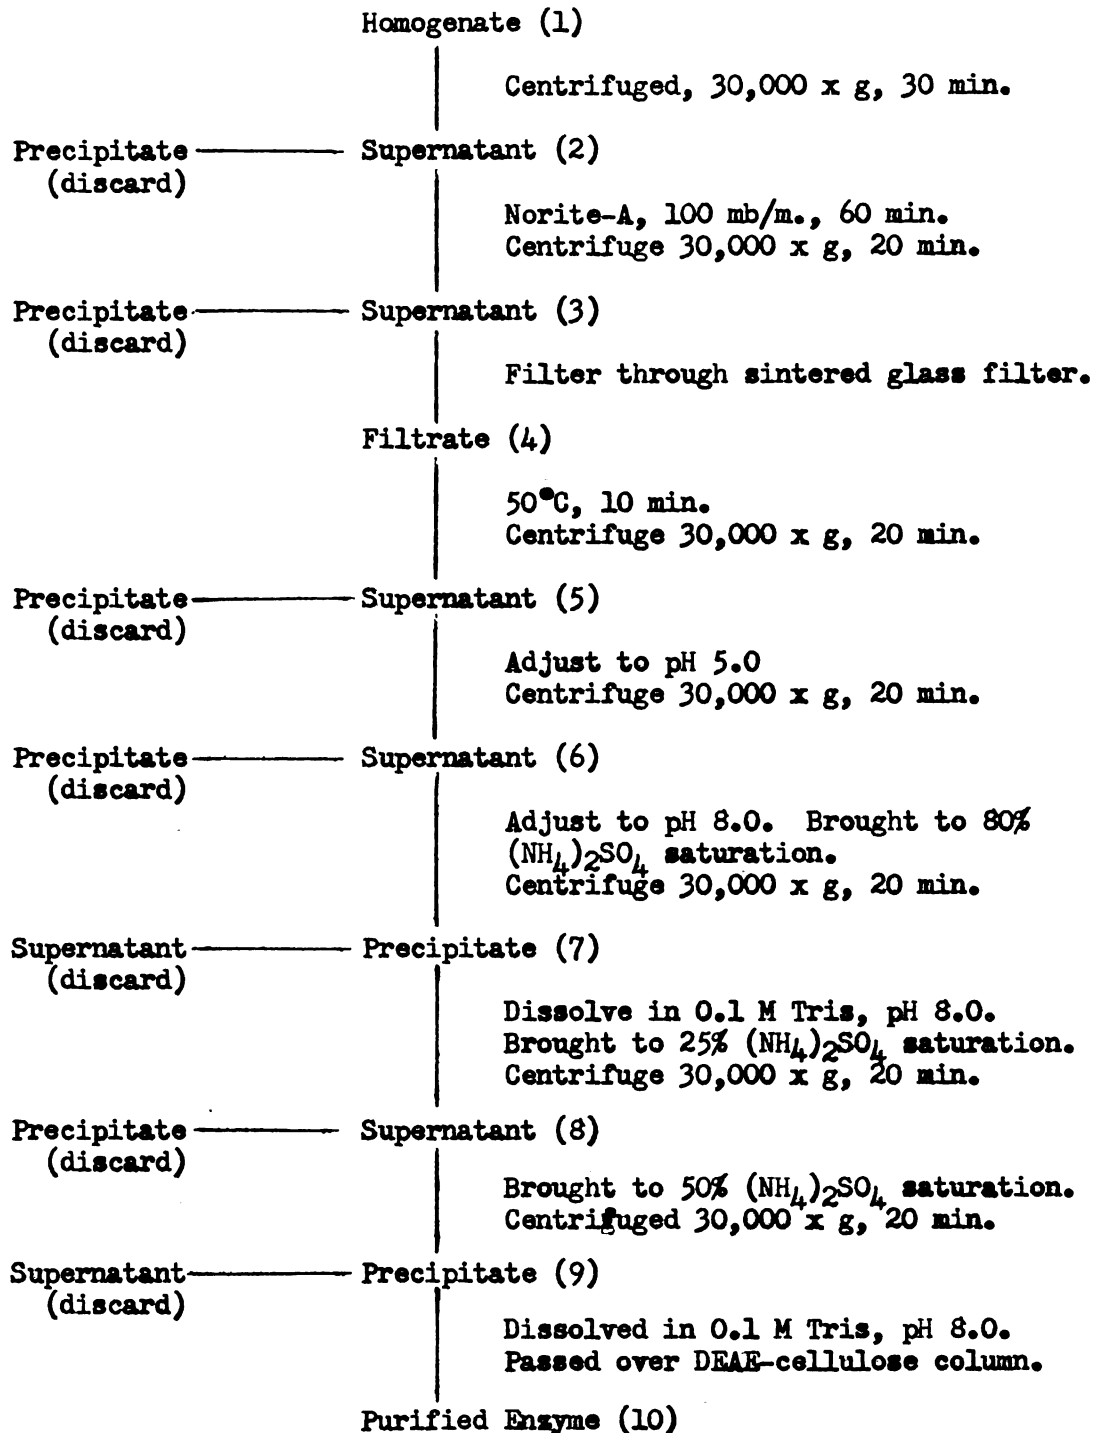 Homogenate (1)
Centrifuged, 30,000 x g, 30 min.
Precipitate Supernatant (2)
(discard)
Norite-A, 100 mb/m., 60 min.
Centrifuge 30,000 x g, 20 min.
Precipitate Supernatant (3)
(discard)
Filter through sintered glass filter.
Filtrate (4)
50°C, 10 min.
Centrifuge 30,000 x g, 20 min.
Precipitate Supernatant (5)
(discard)
Adjust to pH 5.0
Centrifuge 30,000 x g, 20 min.
Precipitate Supernatant (6)
(discard)
Adjust to pH 8.0. Brought to 80%
(NH4)2SO4 saturation.
Centrifuge 30,000 x g, 20 min.
Supernatant Precipitate (7)
(discard)
Dissolve in 0.1 M Tris, pH 8.0.
Brought to 25% (NH4)2SO4 saturation.
Centrifuge 30,000 x g, 20 min.
Precipitate Supernatant (8)
(discard)
Brought to 50% (NH4)2SO4 saturation.
Centrifuged 30,000 x g, 20 min.
Supernatant Precipitate (9)
(discard)
Dissolved in 0.1 M Tris, pH 8.0.
Passed over DEAE-cellulose column.
Purified Enzyme (10)